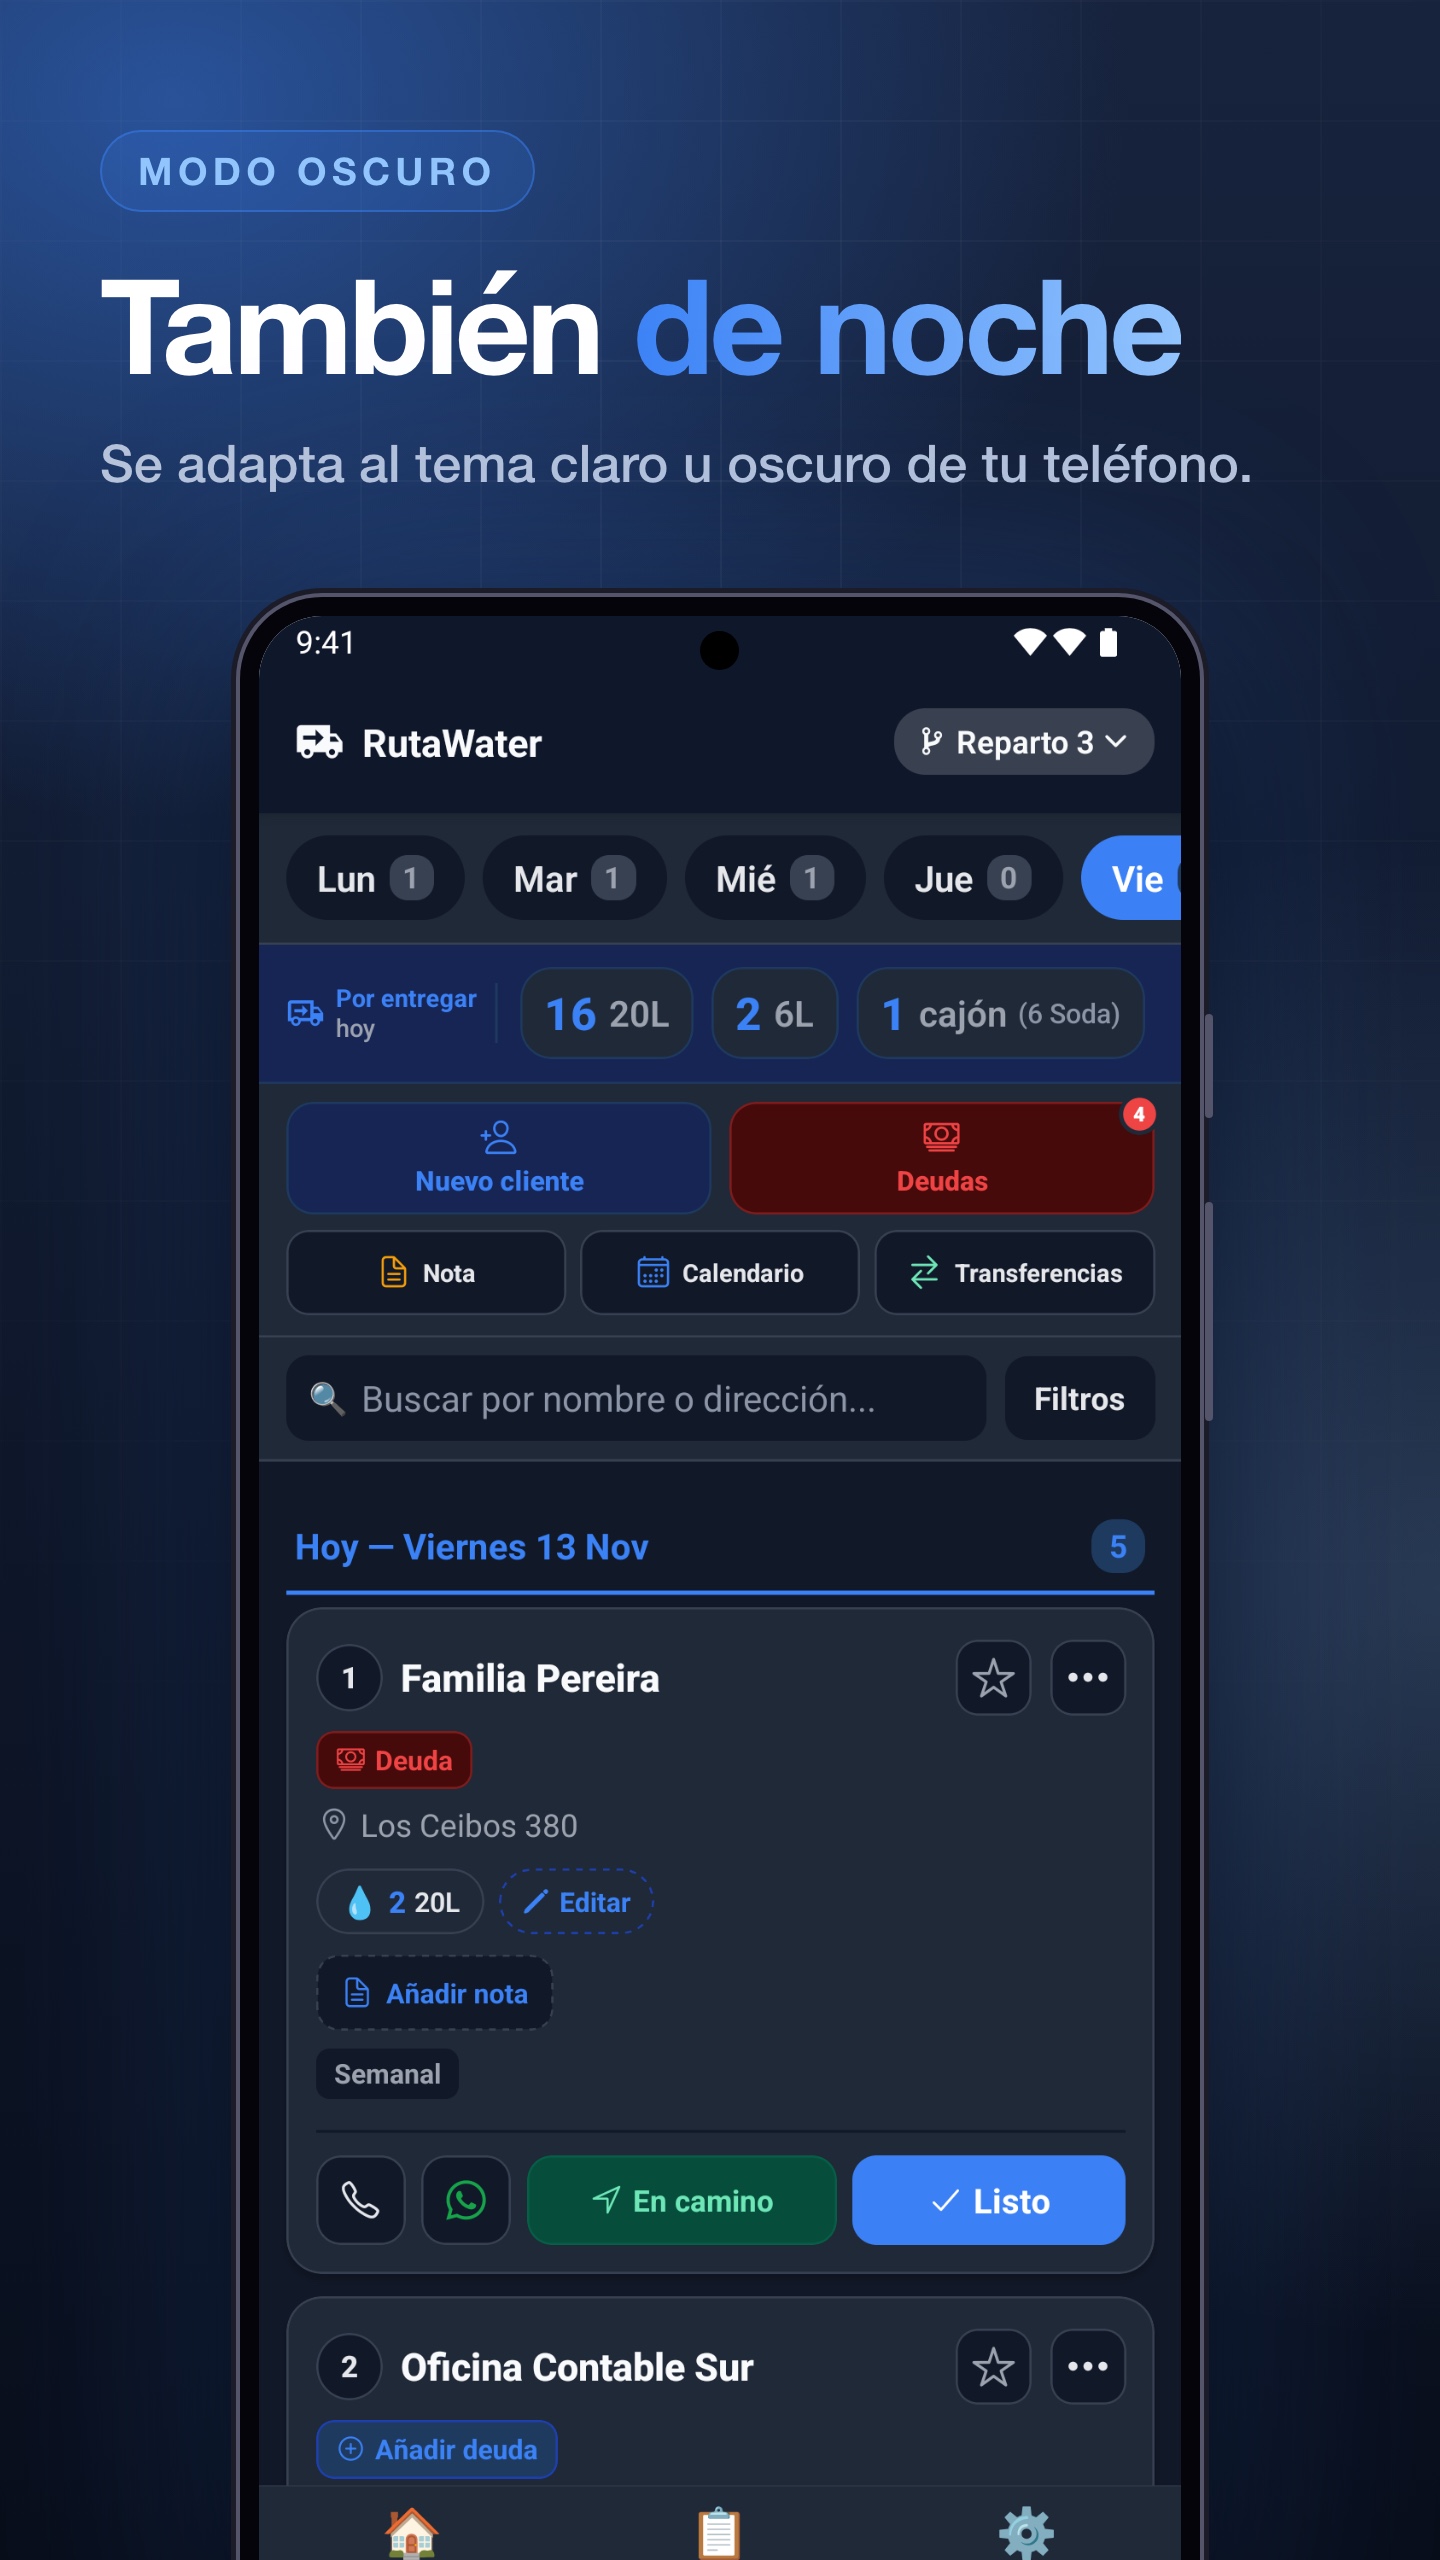 MODO OSCURO
También de noche
Se adapta al tema claro u oscuro de tu teléfono.
9:41
RutaWater
Reparto 3
Lun 1
Mar 1
Mié 1
Jue 0
Vie
Por entregar
hoy
16 20L
2 6L
1 cajón (6 Soda)
Nuevo cliente
Deudas
4
Nota
Calendario
Transferencias
Buscar por nombre o dirección...
Filtros
Hoy — Viernes 13 Nov
5
1
Familia Pereira
Deuda
Los Ceibos 380
2 20L
Editar
Añadir nota
Semanal
En camino
Listo
2
Oficina Contable Sur
Añadir deuda